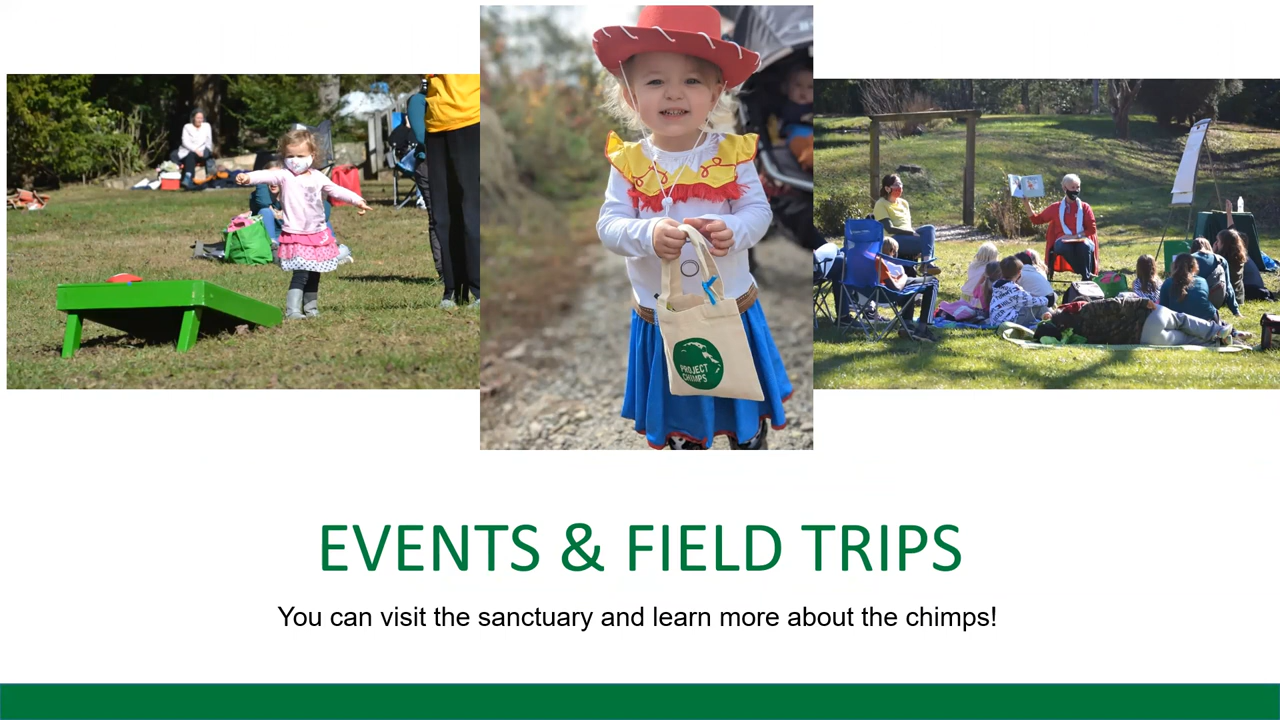 PROJECT
CHIMPS
EVENTS & FIELD TRIPS
You can visit the sanctuary and learn more about the chimps!